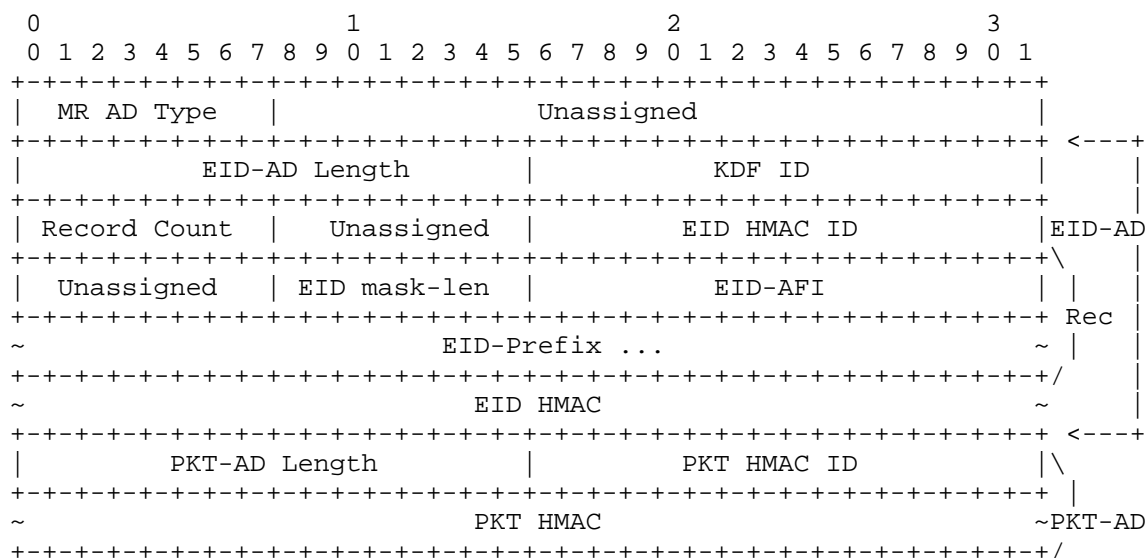 0                   1                   2                   3
 0 1 2 3 4 5 6 7 8 9 0 1 2 3 4 5 6 7 8 9 0 1 2 3 4 5 6 7 8 9 0 1
+-+-+-+-+-+-+-+-+-+-+-+-+-+-+-+-+-+-+-+-+-+-+-+-+-+-+-+-+-+-+-+-+
|  MR AD Type   |                Unassigned                     |
+-+-+-+-+-+-+-+-+-+-+-+-+-+-+-+-+-+-+-+-+-+-+-+-+-+-+-+-+-+-+-+-+ <---+
|           EID-AD Length       |           KDF ID              |     |
+-+-+-+-+-+-+-+-+-+-+-+-+-+-+-+-+-+-+-+-+-+-+-+-+-+-+-+-+-+-+-+-+     |
| Record Count  |   Unassigned  |         EID HMAC ID           |EID-AD
+-+-+-+-+-+-+-+-+-+-+-+-+-+-+-+-+-+-+-+-+-+-+-+-+-+-+-+-+-+-+-+-+\    |
|  Unassigned   | EID mask-len  |           EID-AFI             | |   |
+-+-+-+-+-+-+-+-+-+-+-+-+-+-+-+-+-+-+-+-+-+-+-+-+-+-+-+-+-+-+-+-+ Rec |
~                          EID-Prefix ...                       ~ |   |
+-+-+-+-+-+-+-+-+-+-+-+-+-+-+-+-+-+-+-+-+-+-+-+-+-+-+-+-+-+-+-+-+/    |
~                            EID HMAC                           ~     |
+-+-+-+-+-+-+-+-+-+-+-+-+-+-+-+-+-+-+-+-+-+-+-+-+-+-+-+-+-+-+-+-+ <---+
|         PKT-AD Length         |         PKT HMAC ID           |\
+-+-+-+-+-+-+-+-+-+-+-+-+-+-+-+-+-+-+-+-+-+-+-+-+-+-+-+-+-+-+-+-+ |
~                            PKT HMAC                           ~PKT-AD
+-+-+-+-+-+-+-+-+-+-+-+-+-+-+-+-+-+-+-+-+-+-+-+-+-+-+-+-+-+-+-+-+/